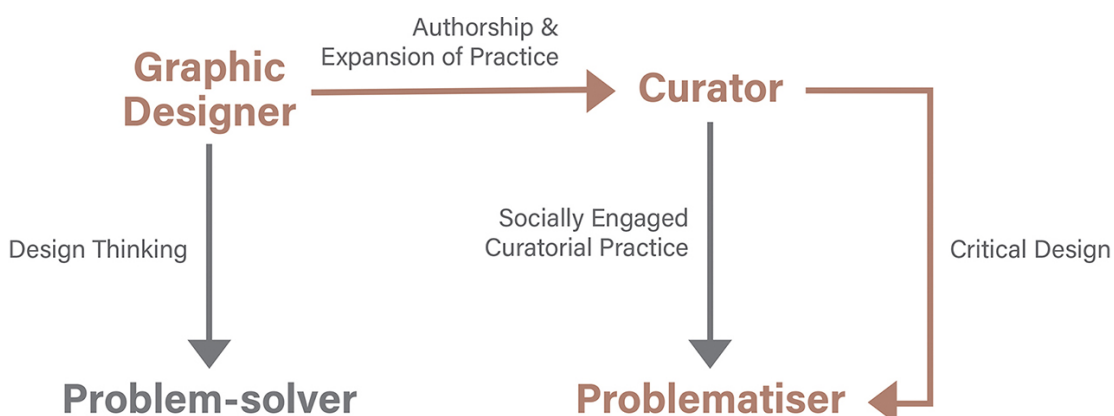 Authorship &
Expansion of Practice
Graphic
Designer
Curator
Socially Engaged
Curatorial Practice
Design Thinking
Critical Design
Problem-solver
Problematiser